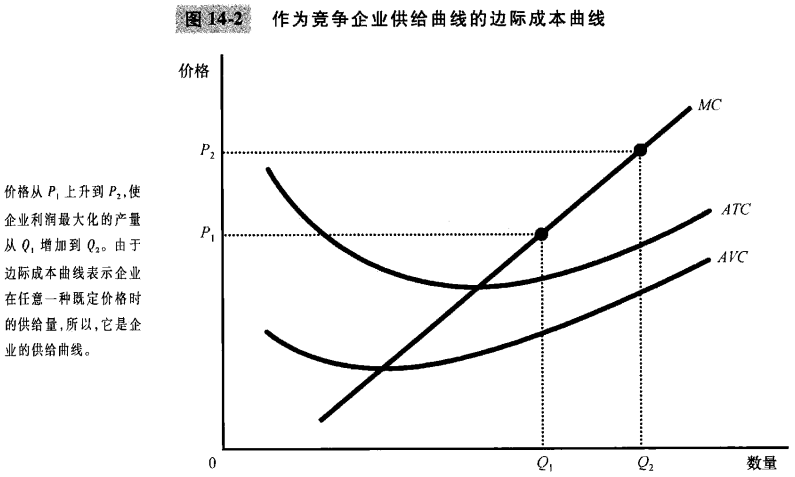 图 14-2 作为竞争企业供给曲线的边际成本曲线
价格
MC
P₂
价格从 P₁ 上升到 P₂,使
企业利润最大化的产量
从 Q₁ 增加到 Q₂。由于
边际成本曲线表示企业
在任意一种既定价格时
的供给量,所以,它是企
业的供给曲线。
P₁
ATC
AVC
0
Q₁
Q₂
数量